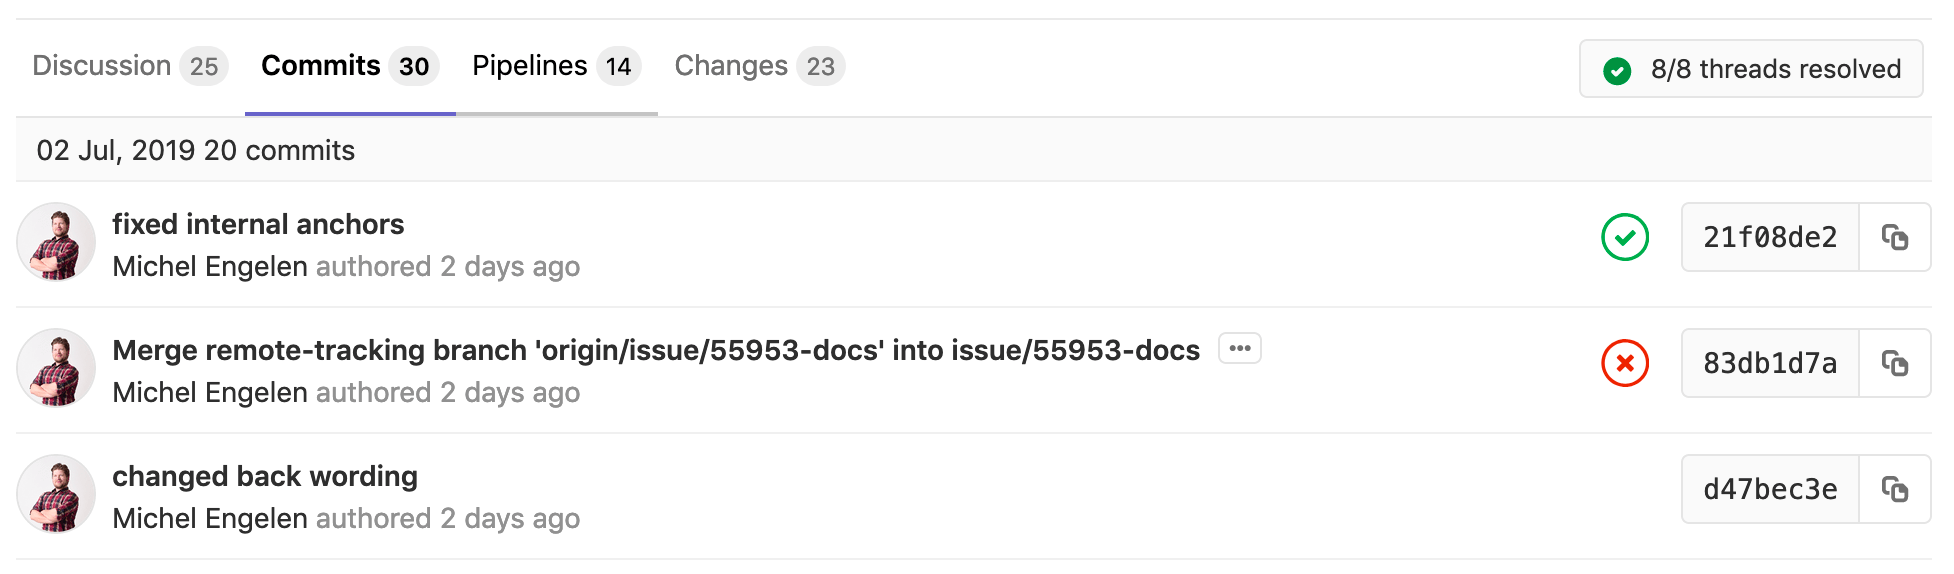 Discussion 25 Commits 30 Pipelines 14 Changes 23 8/8 threads resolved
02 Jul, 2019 20 commits
fixed internal anchors
Michel Engelen authored 2 days ago
21f08de2
Merge remote-tracking branch 'origin/issue/55953-docs' into issue/55953-docs
Michel Engelen authored 2 days ago
83db1d7a
changed back wording
Michel Engelen authored 2 days ago
d47bec3e